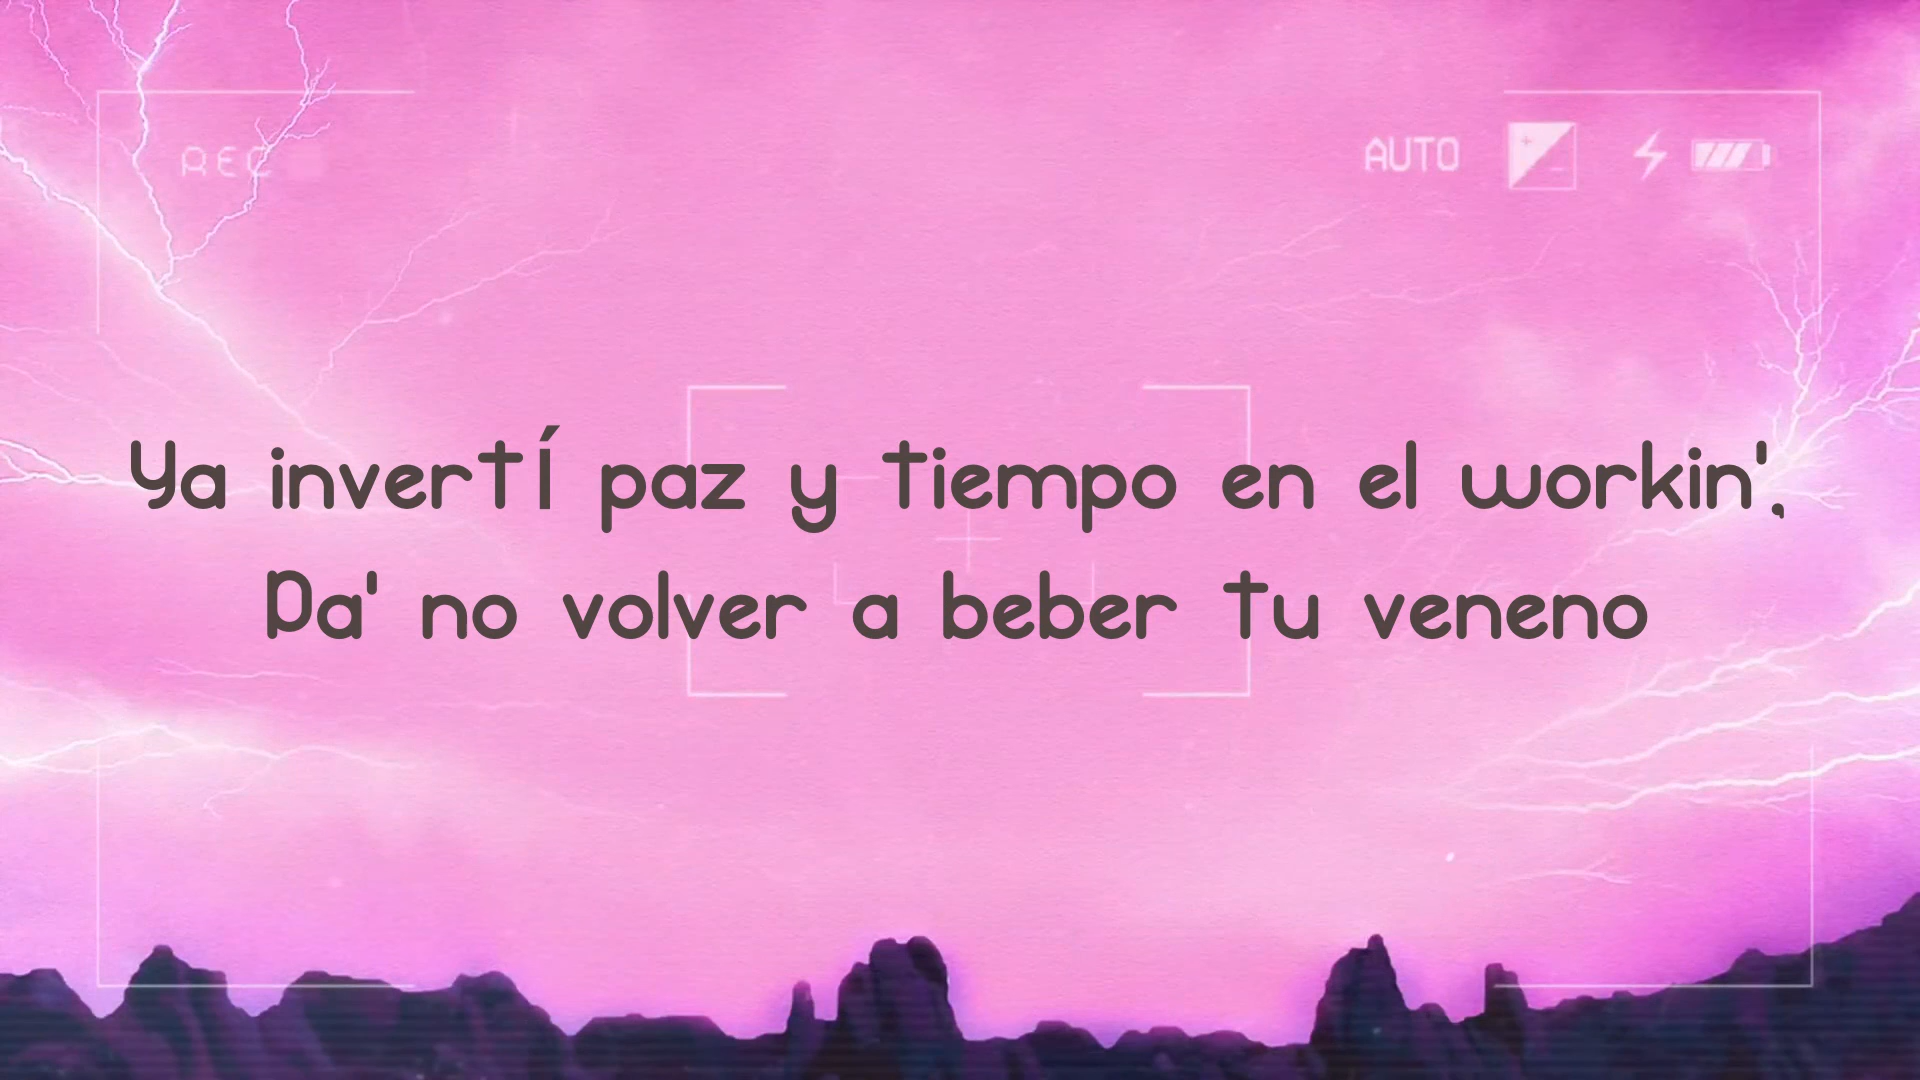 REC
AUTO
Ya invertí paz y tiempo en el workin',
Pa' no volver a beber tu veneno